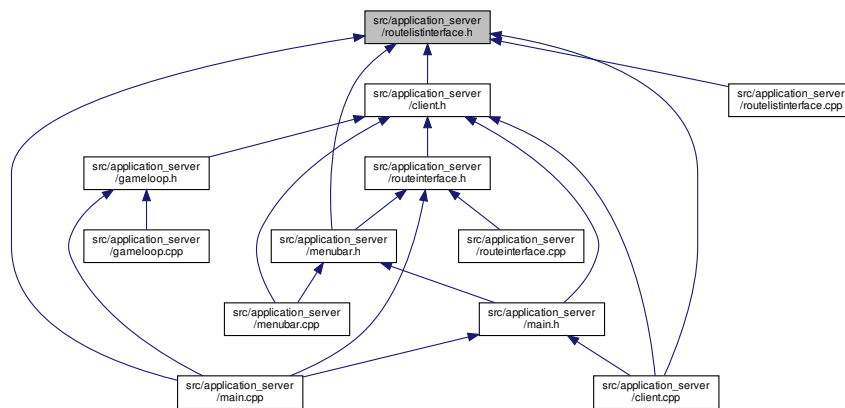 src/application_server
/routelistinterface.h
src/application_server
/client.h
src/application_server
/routelistinterface.cpp
src/application_server
/gameloop.h
src/application_server
/routeinterface.h
src/application_server
/gameloop.cpp
src/application_server
/menubar.h
src/application_server
/routeinterface.cpp
src/application_server
/menubar.cpp
src/application_server
/main.h
src/application_server
/main.cpp
src/application_server
/client.cpp